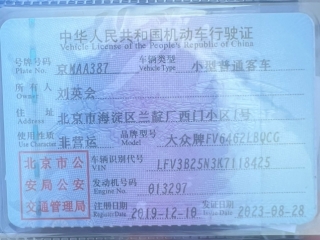 中华人民共和国机动车行驶证
Vehicle License of the People's Republic of China
号牌号码 京MAA387 车辆类型 小型普通客车
Plate No. Vehicle Type
所有人 刘英会
Owner
住址 北京市海淀区兰靛厂西门小区1号
Address
使用性质 非营运 品牌型号 大众牌FV6462LBQCG
Use Character Model
北京市公 车辆识别代号 LFV3B25N3K7118425
VIN
安局公安 发动机号码 013297
Engine No.
交通管理局 注册日期 2019-12-10 发证日期 2023-08-28
Register Date Issue Date